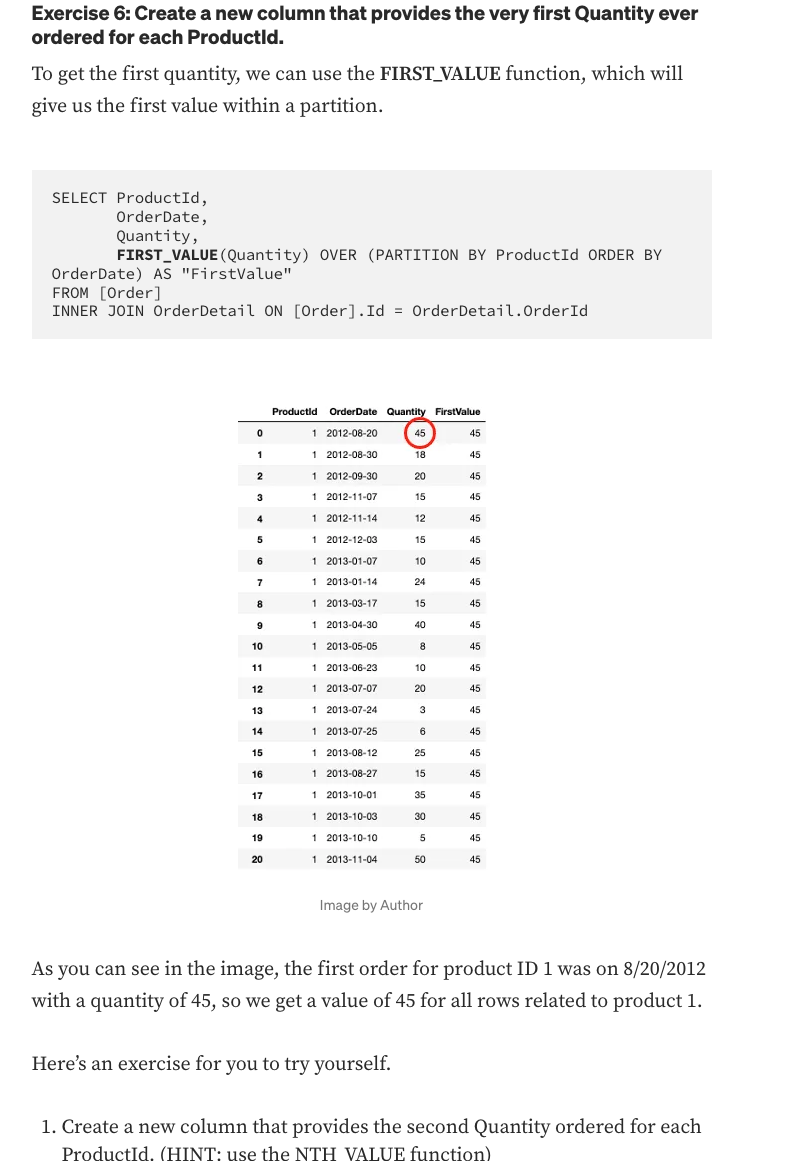 Exercise 6: Create a new column that provides the very first Quantity ever
ordered for each ProductId.
To get the first quantity, we can use the FIRST_VALUE function, which will
give us the first value within a partition.
SELECT ProductId,
OrderDate,
Quantity,
FIRST_VALUE(Quantity) OVER (PARTITION BY ProductId ORDER BY
OrderDate) AS "FirstValue"
FROM [Order]
INNER JOIN OrderDetail ON [Order].Id = OrderDetail.OrderId
ProductId OrderDate Quantity FirstValue
0 1 2012-08-20 45 45
1 1 2012-08-30 18 45
2 1 2012-09-30 20 45
3 1 2012-11-07 15 45
4 1 2012-11-14 12 45
5 1 2012-12-03 15 45
6 1 2013-01-07 10 45
7 1 2013-01-14 24 45
8 1 2013-03-17 15 45
9 1 2013-04-30 40 45
10 1 2013-05-05 8 45
11 1 2013-06-23 10 45
12 1 2013-07-07 20 45
13 1 2013-07-24 3 45
14 1 2013-07-25 6 45
15 1 2013-08-12 25 45
16 1 2013-08-27 15 45
17 1 2013-10-01 35 45
18 1 2013-10-03 30 45
19 1 2013-10-10 5 45
20 1 2013-11-04 50 45
Image by Author
As you can see in the image, the first order for product ID 1 was on 8/20/2012
with a quantity of 45, so we get a value of 45 for all rows related to product 1.
Here’s an exercise for you to try yourself.
1. Create a new column that provides the second Quantity ordered for each
ProductId. (HINT: use the NTH_VALUE function)